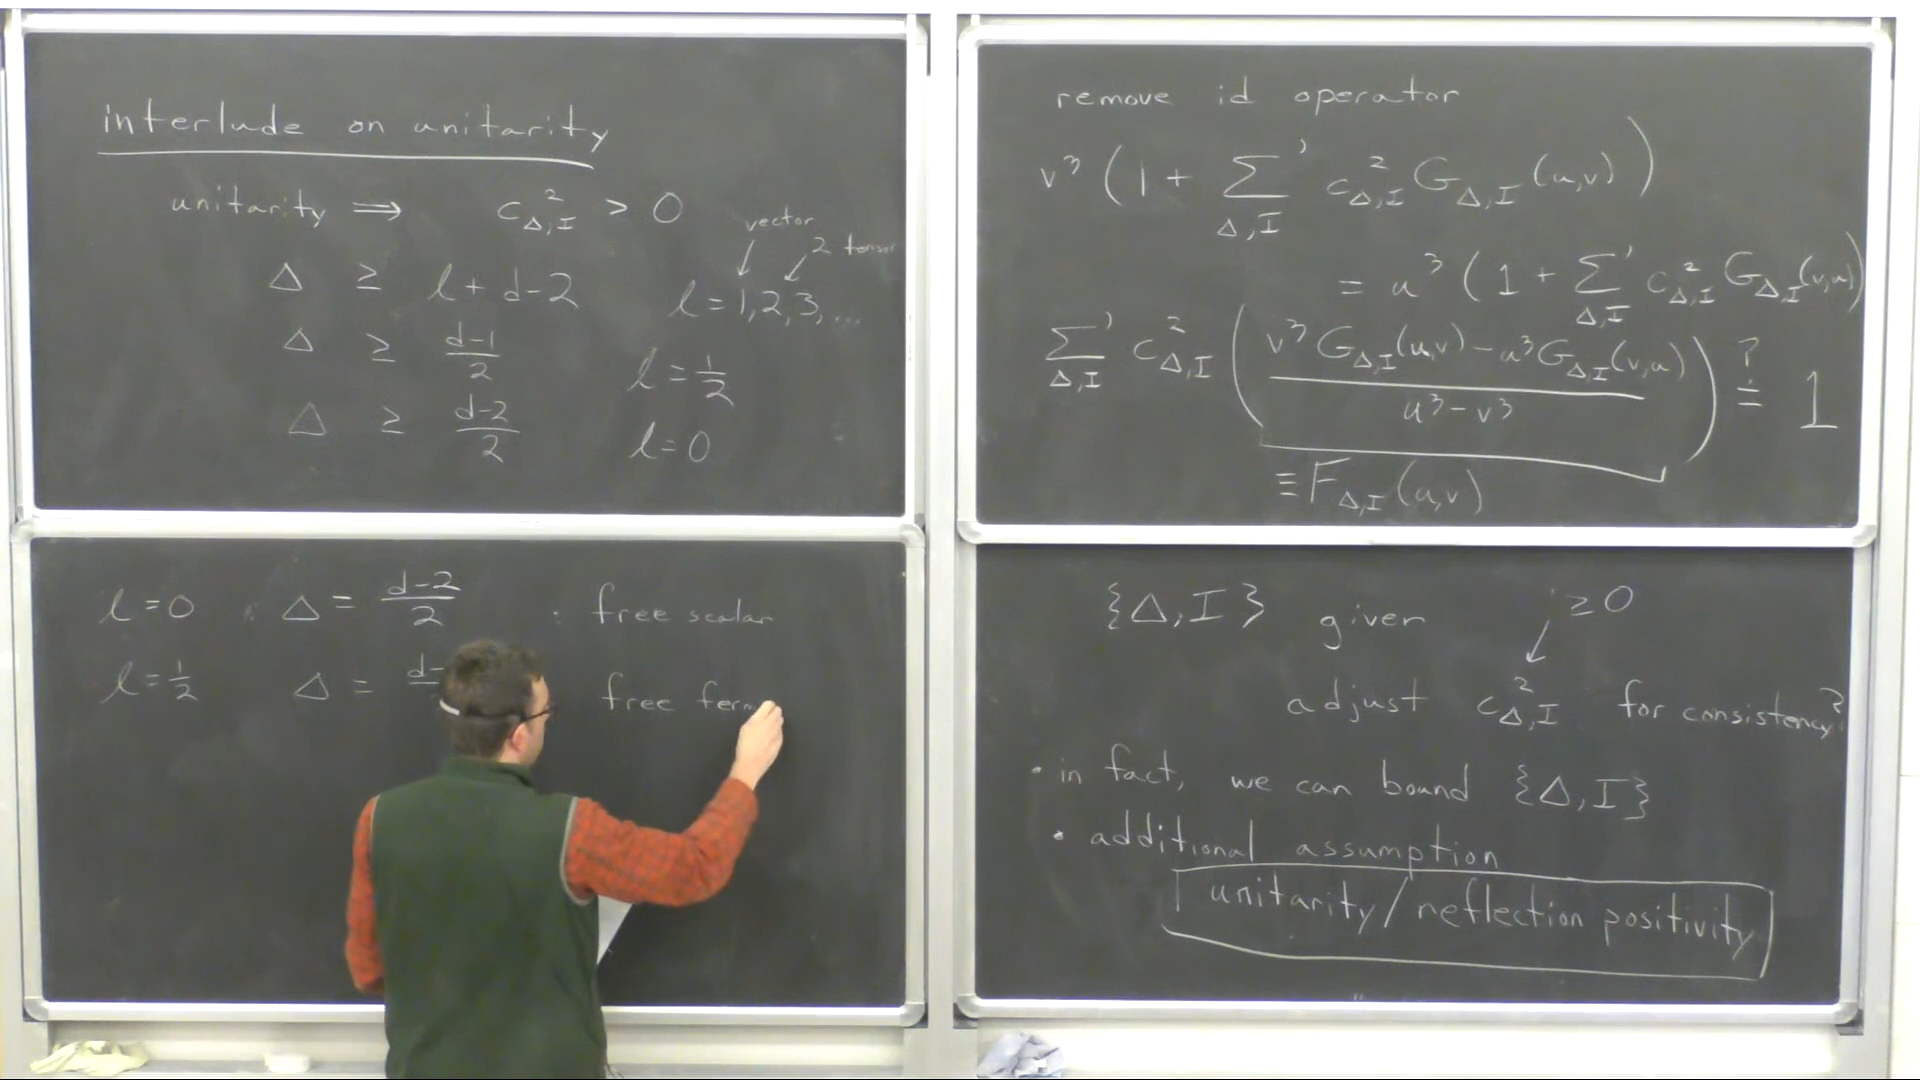 interlude on unitarity
unitarity ⟹ c²_{Δ,I} > 0
vector
2 tensor
Δ ≥ l + d-2 l = 1,2,3,...
Δ ≥ (d-1)/2 l = 1/2
Δ ≥ (d-2)/2 l = 0
l = 0 Δ = (d-2)/2 : free scalar
l = 1/2 Δ = d- free ferm
remove id operator
v³ (1 + Σ'_{Δ,I} c²_{Δ,I} G_{Δ,I} (u,v))
= u³ (1 + Σ'_{Δ,I} c²_{Δ,I} G_{Δ,I} (v,u))
Σ'_{Δ,I} c²_{Δ,I} ((v³ G_{Δ,I}(u,v) - u³ G_{Δ,I}(v,u)) / (u³ - v³)) ?= 1
≡ F_{Δ,I} (u,v)
{Δ,I} given ≥0
adjust c²_{Δ,I} for consistency?
• in fact, we can bound {Δ,I}
• additional assumption
unitarity/reflection positivity